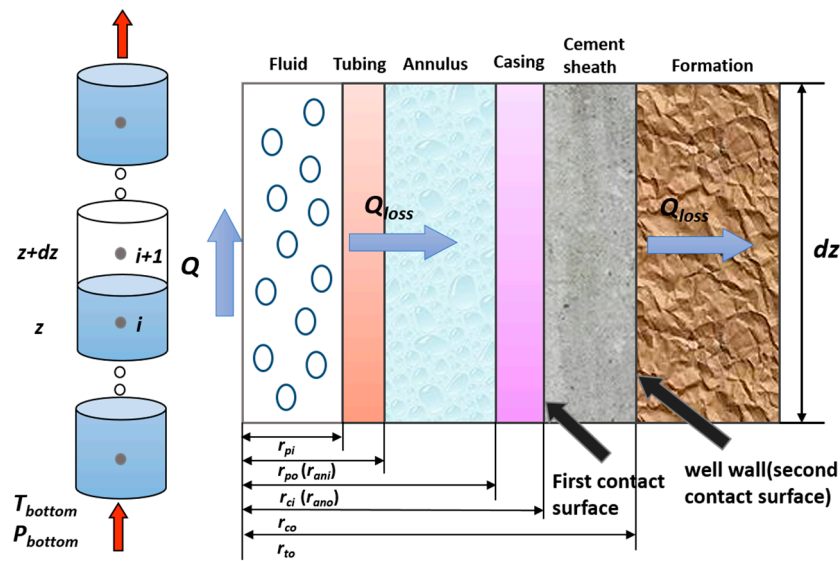 Fluid
Tubing
Annulus
Casing
Cement
sheath
Formation
z+dz
i+1
z
i
Q
Qloss
Qloss
dz
rpi
rpo (rani)
rci (rano)
rco
rto
First contact
surface
well wall(second
contact surface)
Tbottom
Pbottom